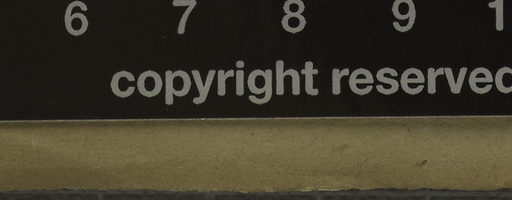 6 7 8 9 1
copyright reserved